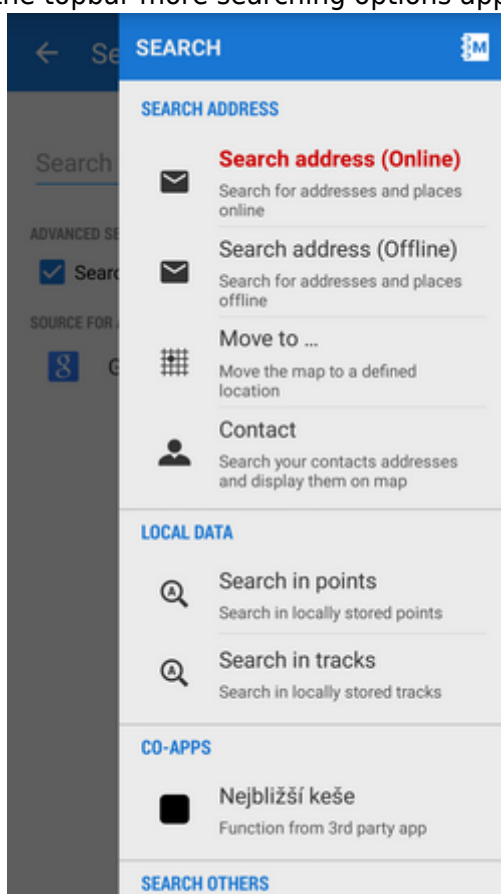 the topbar more searching options app
Se
SEARCH
M
SEARCH ADDRESS
Search
Search address (Online)
Search for addresses and places
online
ADVANCED SE
Searc
Search address (Offline)
Search for addresses and places
offline
SOURCE FOR
8 G
Move to ...
Move the map to a defined
location
Contact
Search your contacts addresses
and display them on map
LOCAL DATA
A
Search in points
Search in locally stored points
A
Search in tracks
Search in locally stored tracks
CO-APPS
Nejbližší keše
Function from 3rd party app
SEARCH OTHERS